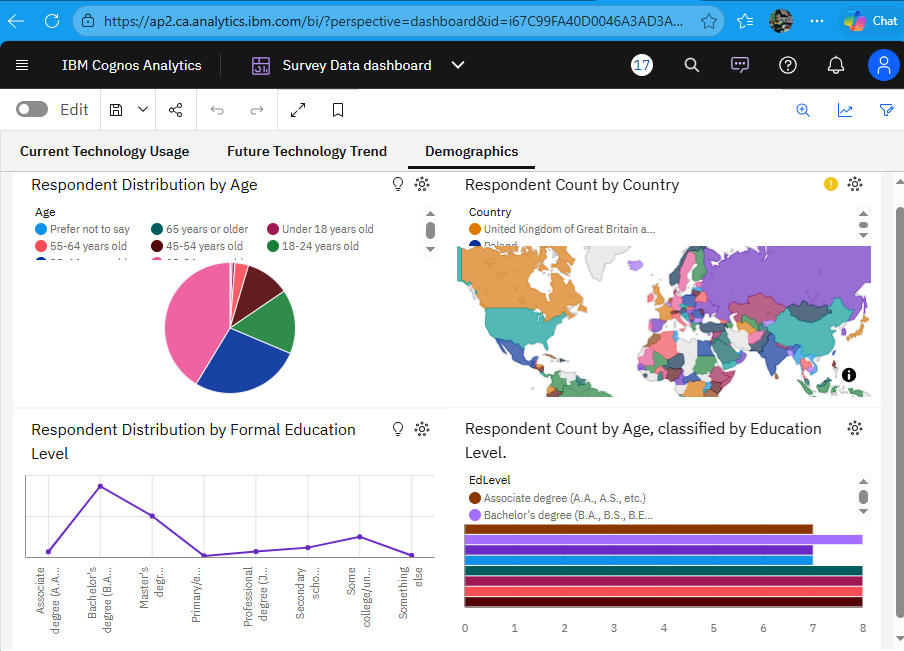 https://ap2.ca.analytics.ibm.com/bi/?perspective=dashboard&id=i67C99FA40D0046A3AD3A...
Chat
IBM Cognos Analytics
Survey Data dashboard
17
Edit
Current Technology Usage
Future Technology Trend
Demographics
Respondent Distribution by Age
Age
Prefer not to say
65 years or older
Under 18 years old
55-64 years old
45-54 years old
18-24 years old
Respondent Count by Country
Country
United Kingdom of Great Britain a...
Poland
Respondent Distribution by Formal Education
Level
Associate
degree (A.A...
Bachelor's
degree (B.A...
Master's
degr...
Primary/e...
Professional
degree (J...
Secondary
scho...
Some
college/un...
Something
else
Respondent Count by Age, classified by Education
Level.
EdLevel
Associate degree (A.A., A.S., etc.)
Bachelor's degree (B.A., B.S., B.E...
0 1 2 3 4 5 6 7 8